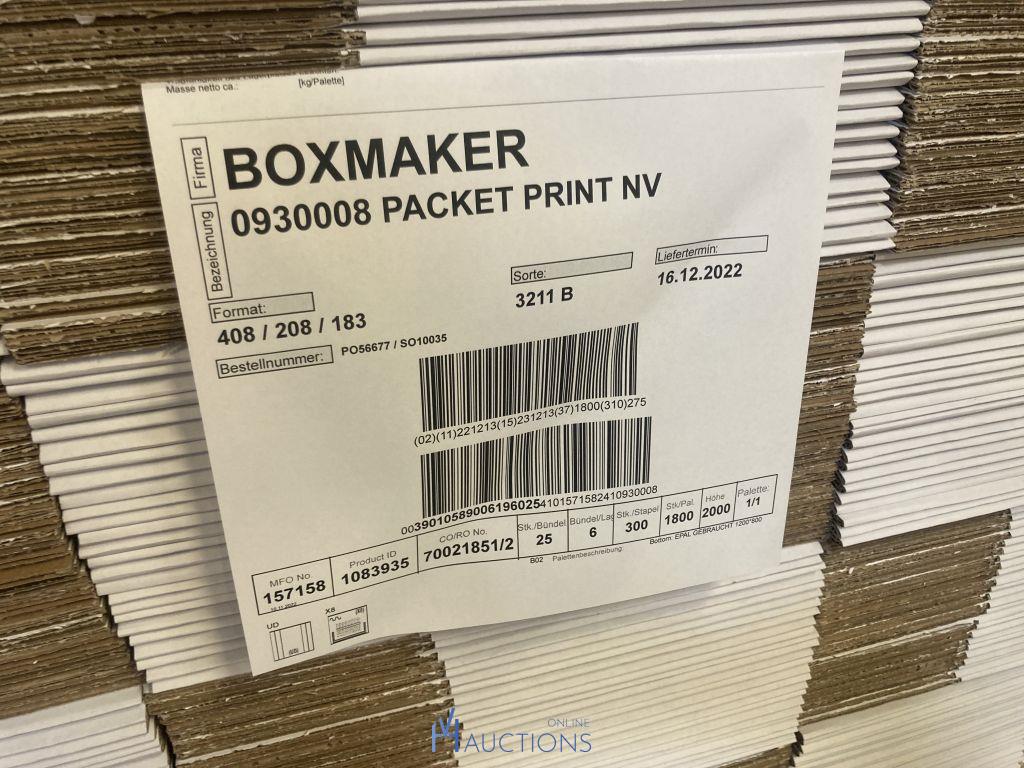 Masse netto ca.: [kg/Palette]
Firma
BOXMAKER
Bezeichnung
0930008 PACKET PRINT NV
Format:
408 / 208 / 183
Sorte:
3211 B
Liefertermin:
16.12.2022
Bestellnummer:
PO56677 / SO10035
(02)(11)221213(15)231213(37)1800(310)275
00390105890061960254101571582410930008
MFO No. Product ID CO/RO No. Stk./Bündel Bündel/Lag Stk./Stapel Stk/Pal. Höhe Palette:
157158 1083935 70021851/2 25 6 300 1800 2000 1/1
B02 Palettenbeschreibung: Bottom. EPAL GEBRAUCHT 1200*800
UD X6
ONLINE
AUCTIONS